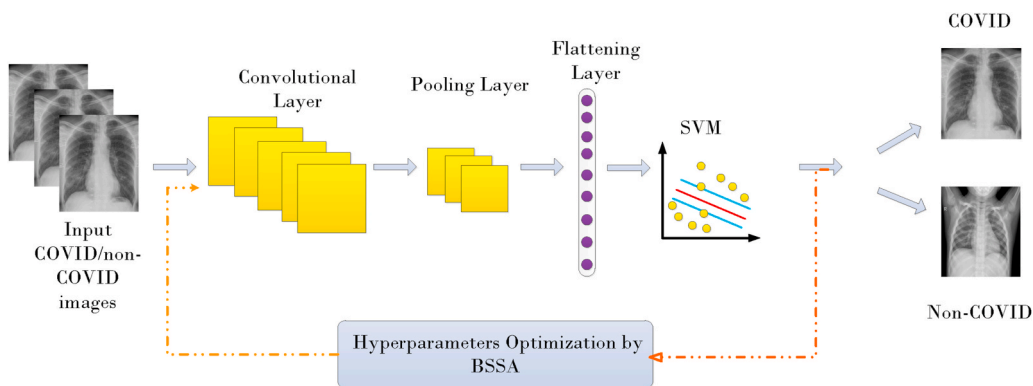 Input
COVID/non-
COVID
images
Convolutional
Layer
Pooling Layer
Flattening
Layer
SVM
COVID
Non-COVID
Hyperparameters Optimization by
BSSA